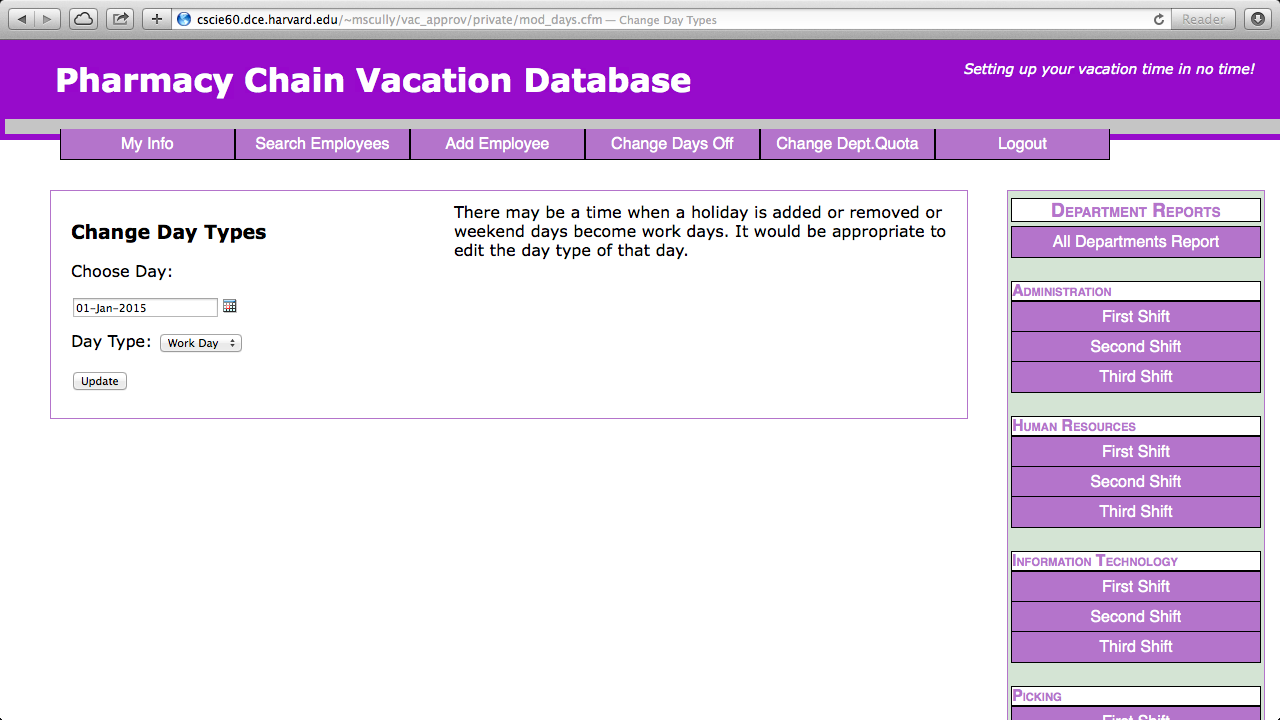 cscie60.dce.harvard.edu/~mscully/vac_approv/private/mod_days.cfm — Change Day Types
Reader
Pharmacy Chain Vacation Database
Setting up your vacation time in no time!
My Info
Search Employees
Add Employee
Change Days Off
Change Dept.Quota
Logout
Change Day Types
Choose Day:
01-Jan-2015
Day Type: Work Day
Update
There may be a time when a holiday is added or removed or
weekend days become work days. It would be appropriate to
edit the day type of that day.
Department Reports
All Departments Report
Administration
First Shift
Second Shift
Third Shift
Human Resources
First Shift
Second Shift
Third Shift
Information Technology
First Shift
Second Shift
Third Shift
Picking
First Shift